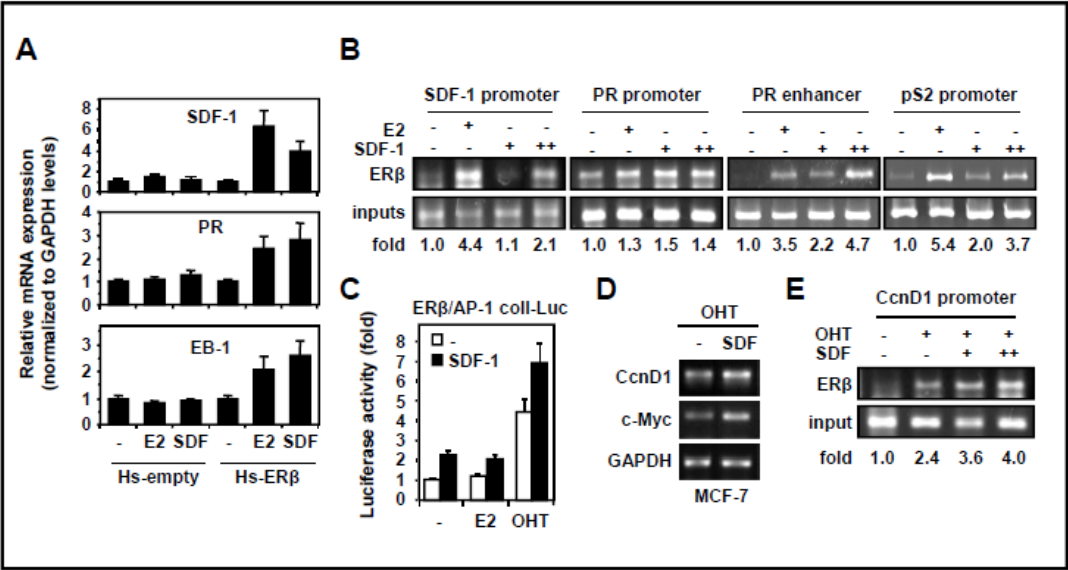 A
Relative mRNA expression
(normalized to GAPDH levels)
8
6
4
2
0
SDF-1
4
3
2
1
0
PR
3
2
1
0
EB-1
- E2 SDF - E2 SDF
Hs-empty Hs-ERβ
B
SDF-1 promoter PR promoter PR enhancer pS2 promoter
E2 - + - - - + - - - + - - - + - -
SDF-1 - - + ++ - - + ++ - - + ++ - - + ++
ERβ
inputs
fold 1.0 4.4 1.1 2.1 1.0 1.3 1.5 1.4 1.0 3.5 2.2 4.7 1.0 5.4 2.0 3.7
C
ERβ/AP-1 coll-Luc
Luciferase activity (fold)
8
7
6
5
4
3
2
1
0
-
SDF-1
- E2 OHT
D
OHT
- SDF
CcnD1
c-Myc
GAPDH
MCF-7
E
CcnD1 promoter
OHT - + + +
SDF - - + ++
ERβ
input
fold 1.0 2.4 3.6 4.0